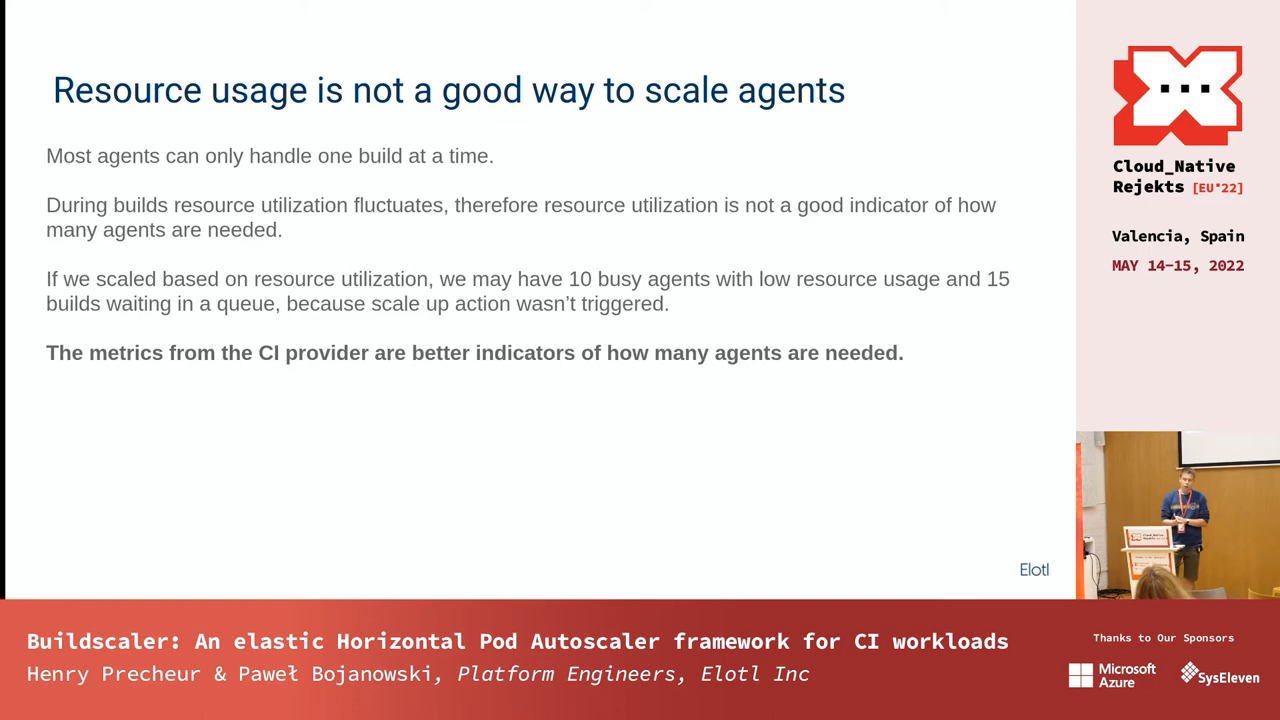 Resource usage is not a good way to scale agents
Most agents can only handle one build at a time.
During builds resource utilization fluctuates, therefore resource utilization is not a good indicator of how
many agents are needed.
If we scaled based on resource utilization, we may have 10 busy agents with low resource usage and 15
builds waiting in a queue, because scale up action wasn’t triggered.
The metrics from the CI provider are better indicators of how many agents are needed.
Elotl
Cloud_Native
Rejekts [EU'22]
Valencia, Spain
MAY 14-15, 2022
Buildscaler: An elastic Horizontal Pod Autoscaler framework for CI workloads
Henry Precheur & Paweł Bojanowski, Platform Engineers, Elotl Inc
Thanks to Our Sponsors
Microsoft
Azure
SysEleven